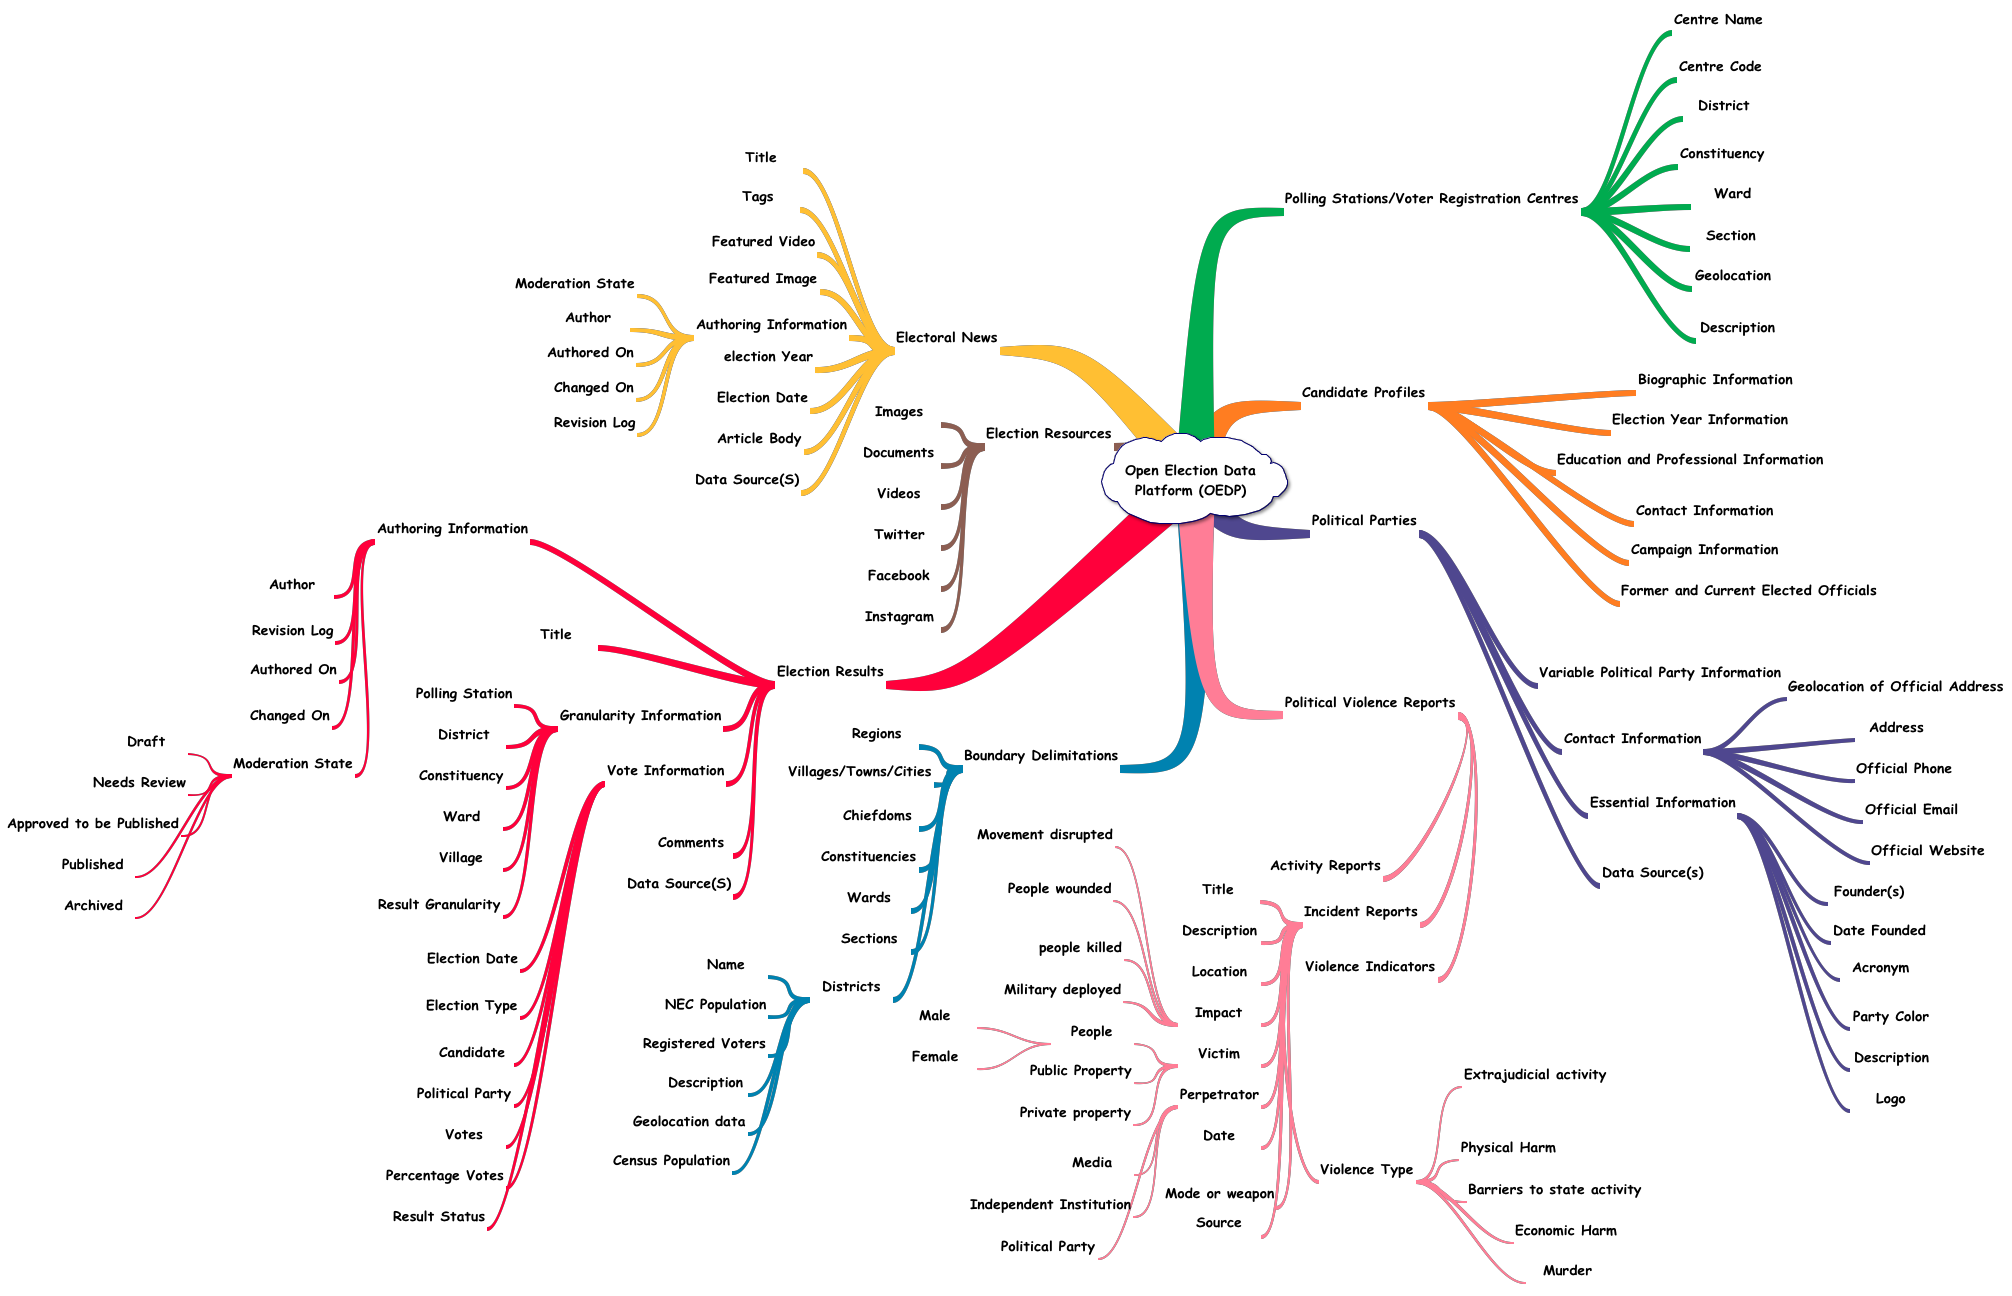 Open Election Data
Platform (OEDP)
Polling Stations/Voter Registration Centres
Centre Name
Centre Code
District
Constituency
Ward
Section
Geolocation
Description
Candidate Profiles
Biographic Information
Election Year Information
Education and Professional Information
Contact Information
Campaign Information
Former and Current Elected Officials
Political Parties
Variable Political Party Information
Contact Information
Geolocation of Official Address
Address
Official Phone
Official Email
Official Website
Essential Information
Founder(s)
Date Founded
Acronym
Party Color
Description
Logo
Data Source(s)
Political Violence Reports
Activity Reports
Incident Reports
Title
Description
Location
Impact
Movement disrupted
People wounded
people killed
Military deployed
Victim
People
Male
Female
Public Property
Private property
Perpetrator
Media
Independent Institution
Political Party
Date
Mode or weapon
Source
Violence Type
Extrajudicial activity
Physical Harm
Barriers to state activity
Economic Harm
Murder
Violence Indicators
Boundary Delimitations
Regions
Villages/Towns/Cities
Chiefdoms
Constituencies
Wards
Sections
Districts
Name
NEC Population
Registered Voters
Description
Geolocation data
Census Population
Election Results
Authoring Information
Author
Revision Log
Authored On
Changed On
Moderation State
Draft
Needs Review
Approved to be Published
Published
Archived
Title
Granularity Information
Polling Station
District
Constituency
Ward
Village
Result Granularity
Vote Information
Election Date
Election Type
Candidate
Political Party
Votes
Percentage Votes
Result Status
Comments
Data Source(S)
Election Resources
Images
Documents
Videos
Twitter
Facebook
Instagram
Electoral News
Title
Tags
Featured Video
Featured Image
Authoring Information
Moderation State
Author
Authored On
Changed On
Revision Log
election Year
Election Date
Article Body
Data Source(S)